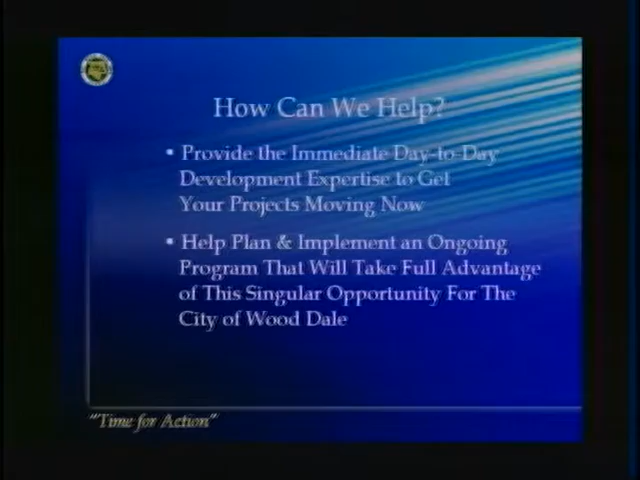 How Can We Help?
• Provide the Immediate Day-to-Day
Development Expertise to Get
Your Projects Moving Now
• Help Plan & Implement an Ongoing
Program That Will Take Full Advantage
of This Singular Opportunity For The
City of Wood Dale
"Time for Action"